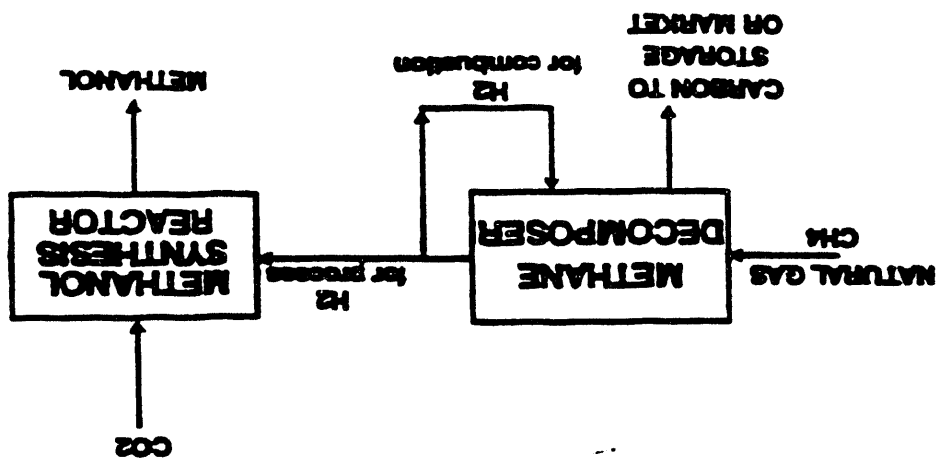 CO2
NATURAL GAS
CH4
METHANE
DECOMPOSER
H2
for process
METHANOL
SYNTHESIS
REACTOR
CARBON TO
STORAGE
OR MARKET
H2
for combution
METHANOL